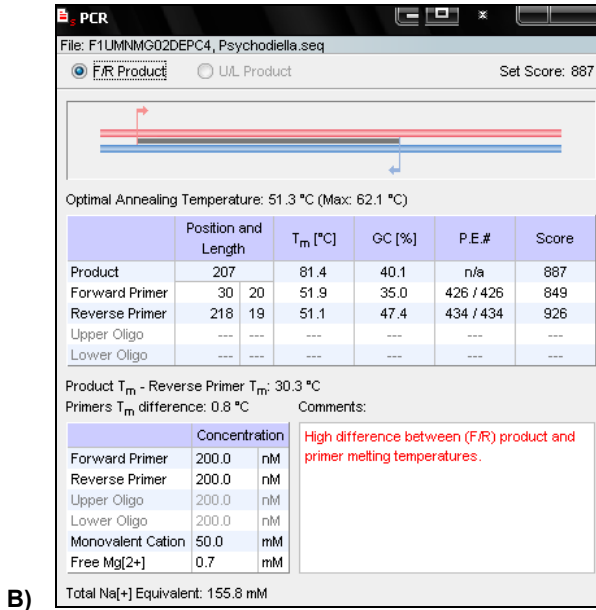 PCR
File: F1UMNMG02DEPC4, Psychodiella.seq
F/R Product U/L Product Set Score: 887
Optimal Annealing Temperature: 51.3 °C (Max: 62.1 °C)
Position and Length Tm [°C] GC [%] P.E.# Score
Product 207 81.4 40.1 n/a 887
Forward Primer 30 20 51.9 35.0 426 / 426 849
Reverse Primer 218 19 51.1 47.4 434 / 434 926
Upper Oligo --- --- --- --- --- ---
Lower Oligo --- --- --- --- --- ---
Product Tm - Reverse Primer Tm: 30.3 °C
Primers Tm difference: 0.8 °C Comments:
Concentration
Forward Primer 200.0 nM
Reverse Primer 200.0 nM
Upper Oligo 200.0 nM
Lower Oligo 200.0 nM
Monovalent Cation 50.0 mM
Free Mg[2+] 0.7 mM
High difference between (F/R) product and
primer melting temperatures.
Total Na[+] Equivalent: 155.8 mM
B)